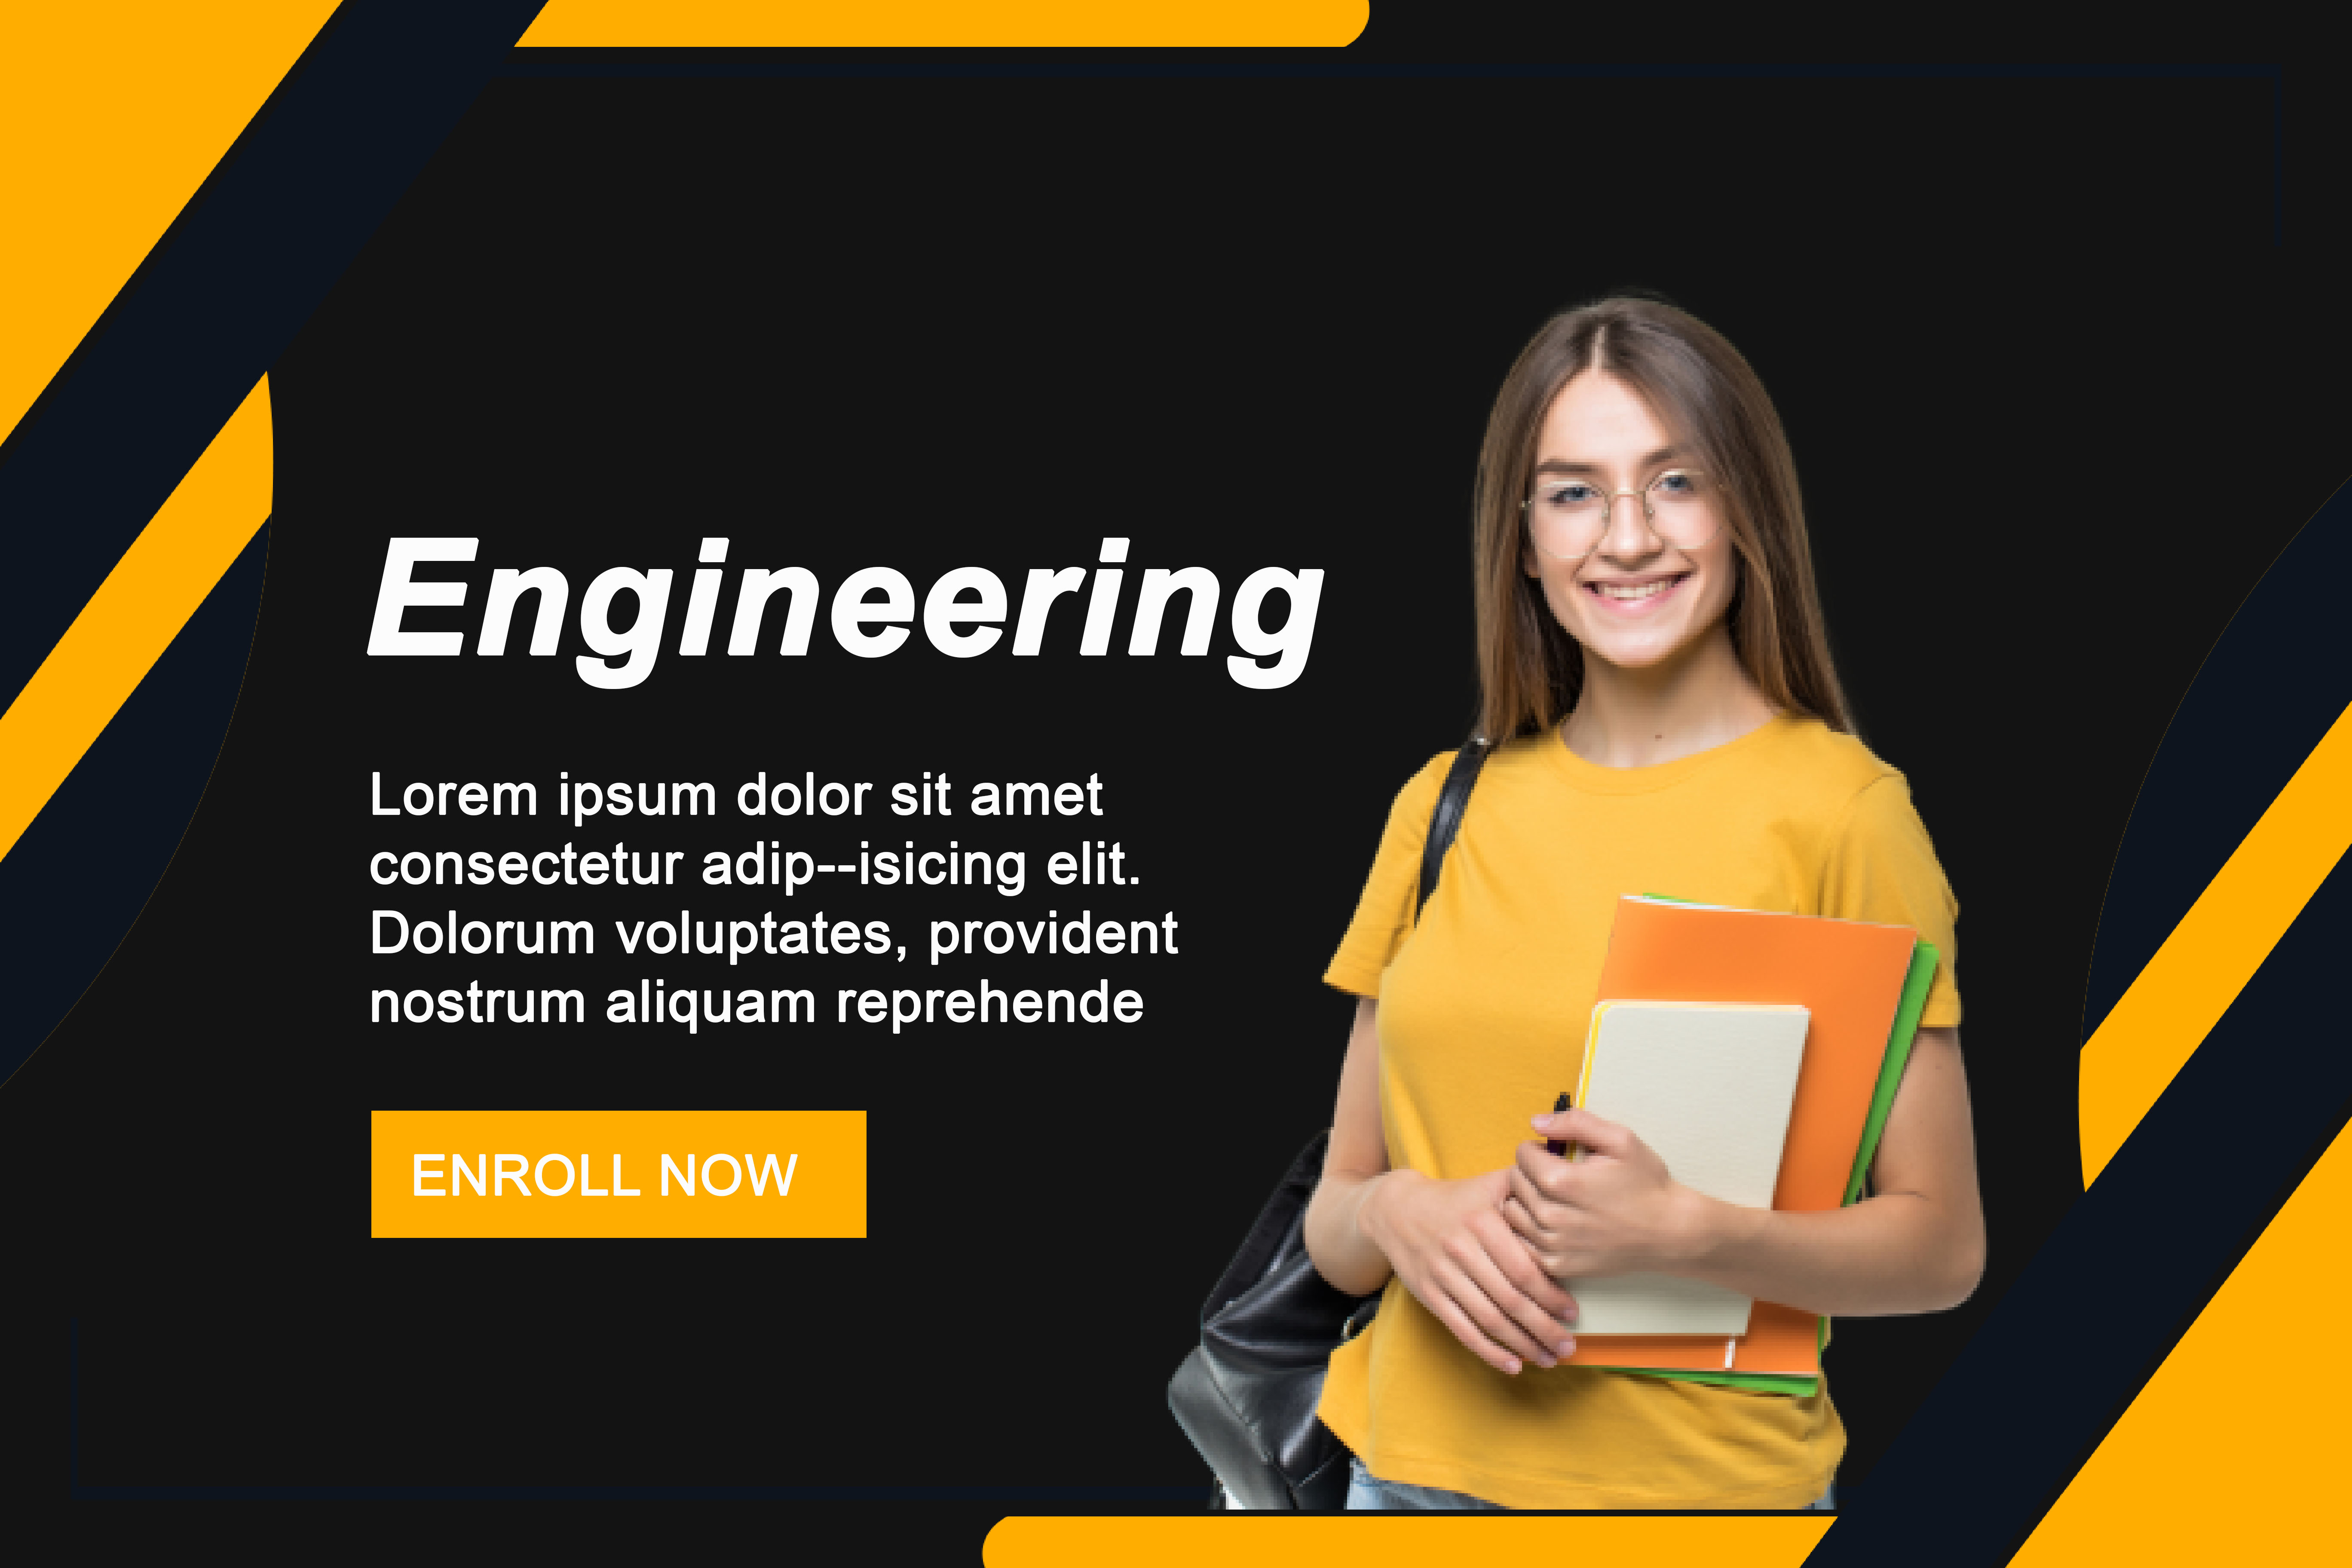 Engineering
Lorem ipsum dolor sit amet
consectetur adip--isicing elit.
Dolorum voluptates, provident
nostrum aliquam reprehende
ENROLL NOW